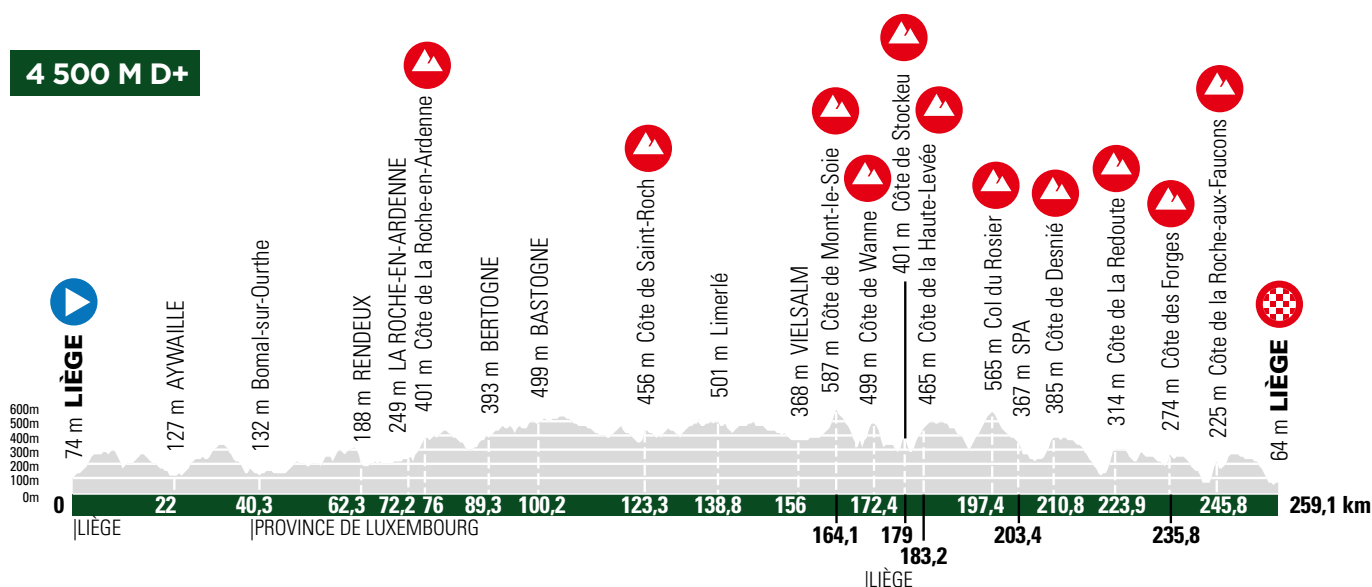 4 500 M D+
74 m LIÈGE
127 m AYWAILLE
132 m Bomal-sur-Ourthe
188 m RENDEUX
249 m LA ROCHE-EN-ARDENNE
401 m Côte de La Roche-en-Ardenne
393 m BERTOGNE
499 m BASTOGNE
456 m Côte de Saint-Roch
501 m Limerlé
368 m VIELSALM
587 m Côte de Mont-le-Soie
499 m Côte de Wanne
401 m Côte de Stockeu
465 m Côte de la Haute-Levée
565 m Col du Rosier
367 m SPA
385 m Côte de Desnié
314 m Côte de La Redoute
274 m Côte des Forges
225 m Côte de la Roche-aux-Faucons
64 m LIÈGE
600m
500m
400m
300m
200m
100m
0m
0 22 40,3 62,3 72,2 76 89,3 100,2 123,3 138,8 156 172,4 197,4 210,8 223,9 245,8 259,1 km
164,1 179 203,4 235,8
183,2
|LIÈGE |PROVINCE DE LUXEMBOURG
|LIÈGE